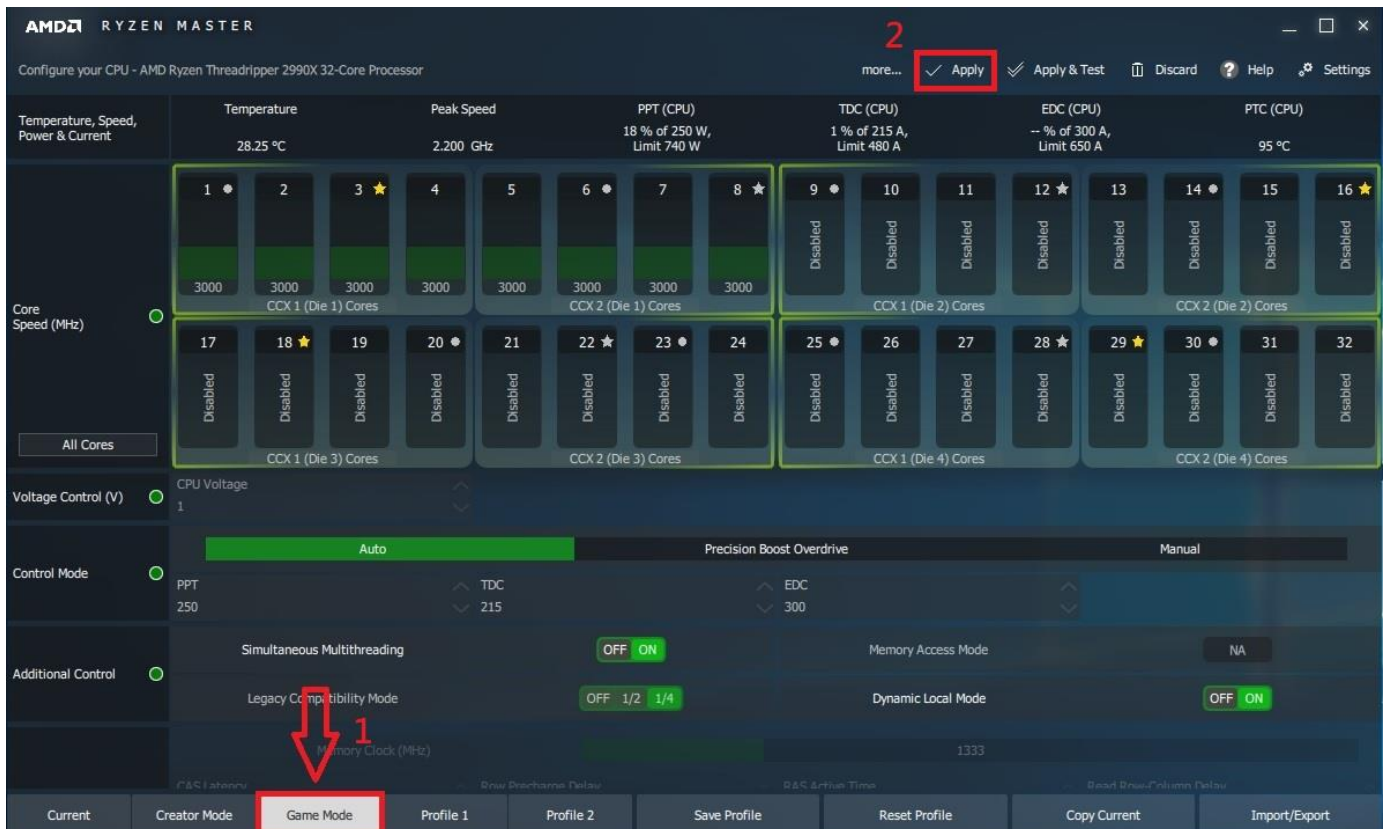 AMD RYZEN MASTER
2
Configure your CPU - AMD Ryzen Threadripper 2990X 32-Core Processor
more... Apply Apply & Test Discard ? Help Settings
Temperature, Speed,
Power & Current
Temperature
28.25 °C
Peak Speed
2.200 GHz
PPT (CPU)
18 % of 250 W,
Limit 740 W
TDC (CPU)
1 % of 215 A,
Limit 480 A
EDC (CPU)
-- % of 300 A,
Limit 650 A
PTC (CPU)
95 °C
1 2 3 4 5 6 7 8 9 10 11 12 13 14 15 16
Disabled Disabled Disabled Disabled Disabled Disabled Disabled Disabled
3000 3000 3000 3000 3000 3000 3000 3000
CCX 1 (Die 1) Cores CCX 2 (Die 1) Cores CCX 1 (Die 2) Cores CCX 2 (Die 2) Cores
Core
Speed (MHz)
17 18 19 20 21 22 23 24 25 26 27 28 29 30 31 32
Disabled Disabled Disabled Disabled Disabled Disabled Disabled Disabled Disabled Disabled Disabled Disabled Disabled Disabled Disabled Disabled
All Cores
CCX 1 (Die 3) Cores CCX 2 (Die 3) Cores CCX 1 (Die 4) Cores CCX 2 (Die 4) Cores
Voltage Control (V)
CPU Voltage
1
Control Mode
Auto Precision Boost Overdrive Manual
PPT TDC EDC
250 215 300
Additional Control
Simultaneous Multithreading OFF ON Memory Access Mode NA
Legacy Compatibility Mode OFF 1/2 1/4 Dynamic Local Mode OFF ON
1
Memory Clock (MHz) 1333
CAS Latency Row Precharge Delay RAS Active Time Read Row-Column Delay
Current Creator Mode Game Mode Profile 1 Profile 2 Save Profile Reset Profile Copy Current Import/Export